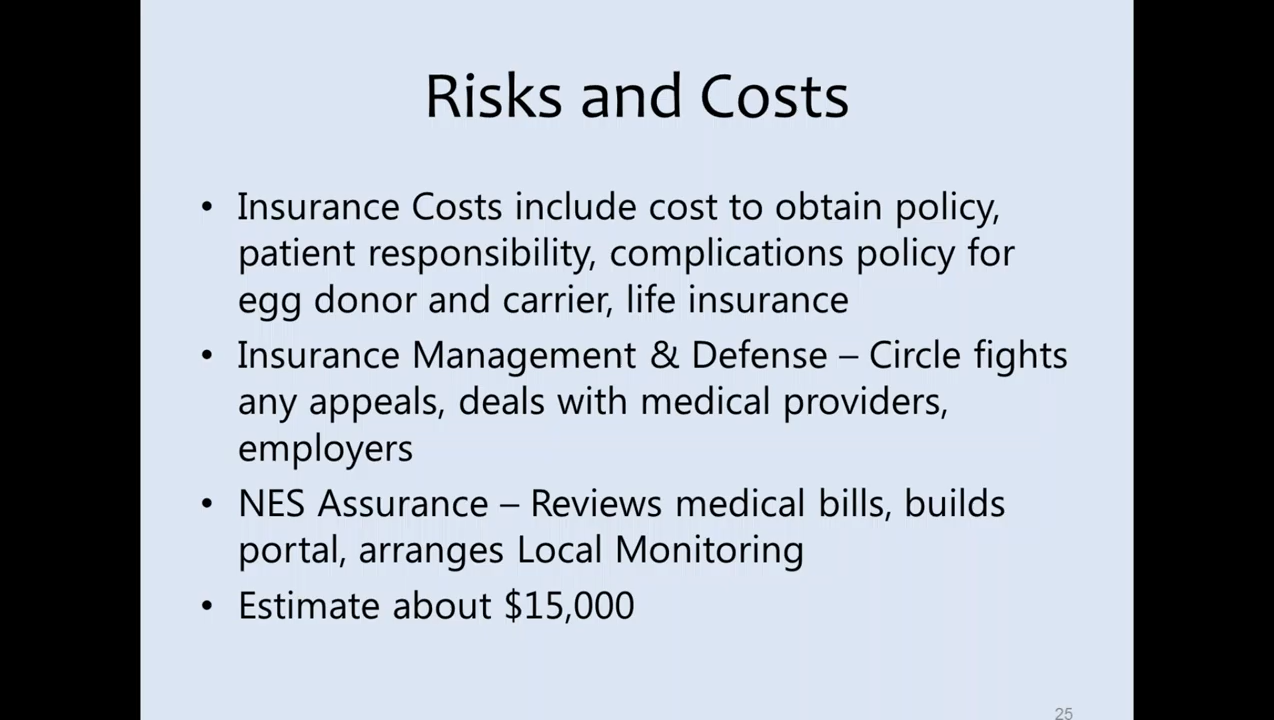 Risks and Costs
• Insurance Costs include cost to obtain policy,
patient responsibility, complications policy for
egg donor and carrier, life insurance
• Insurance Management & Defense – Circle fights
any appeals, deals with medical providers,
employers
• NES Assurance – Reviews medical bills, builds
portal, arranges Local Monitoring
• Estimate about $15,000
25